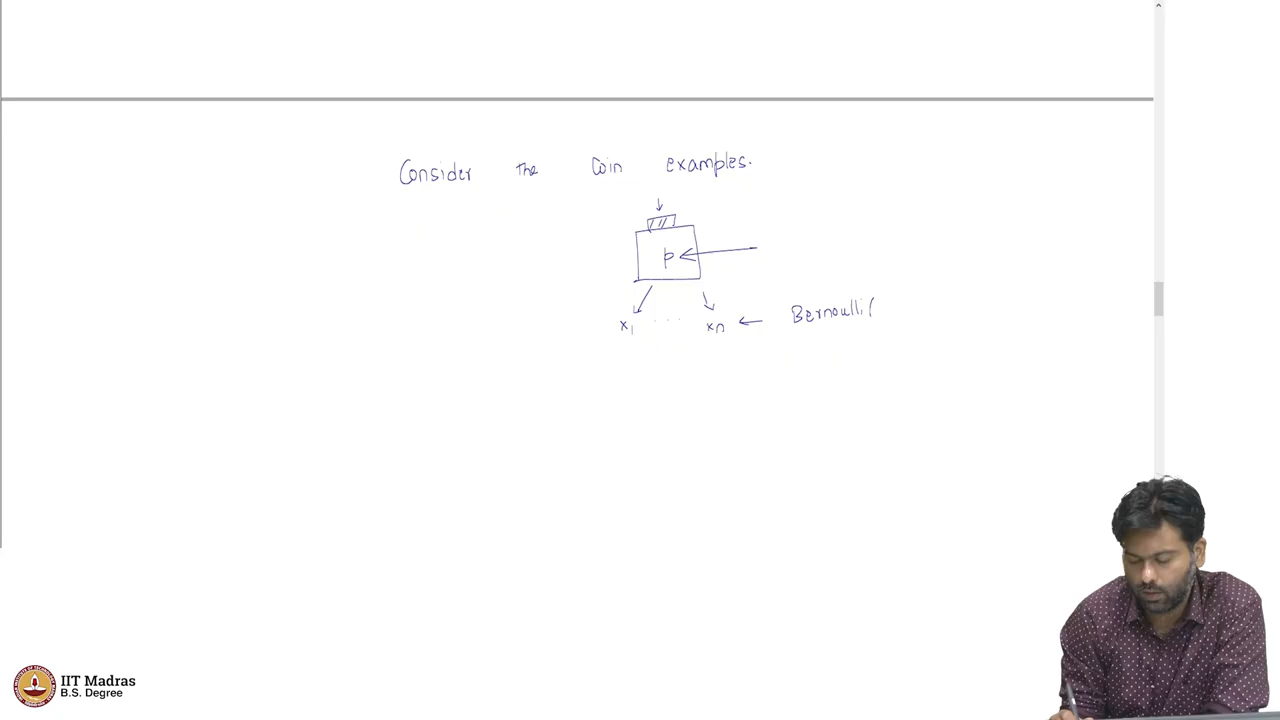 Consider the Coin examples.
p
x1 . . . xn ← Bernoulli(
IIT Madras
B.S. Degree